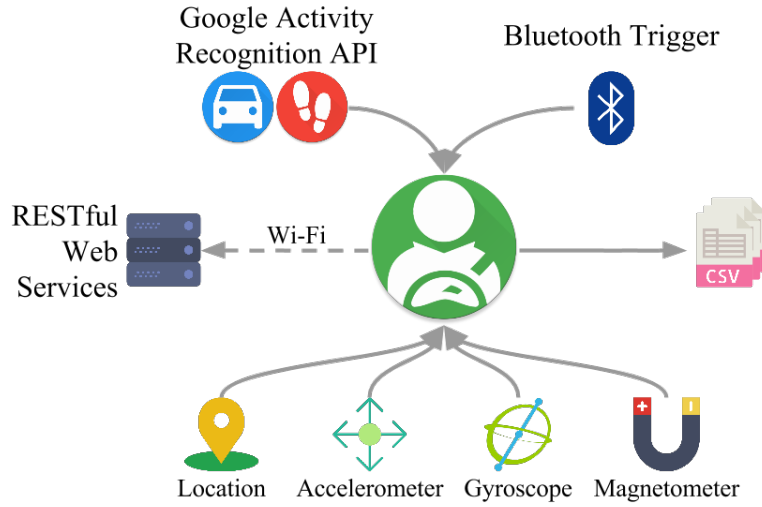 Google Activity
Recognition API
Bluetooth Trigger
RESTful
Web
Services
Wi-Fi
CSV
Location
Accelerometer
Gyroscope
Magnetometer